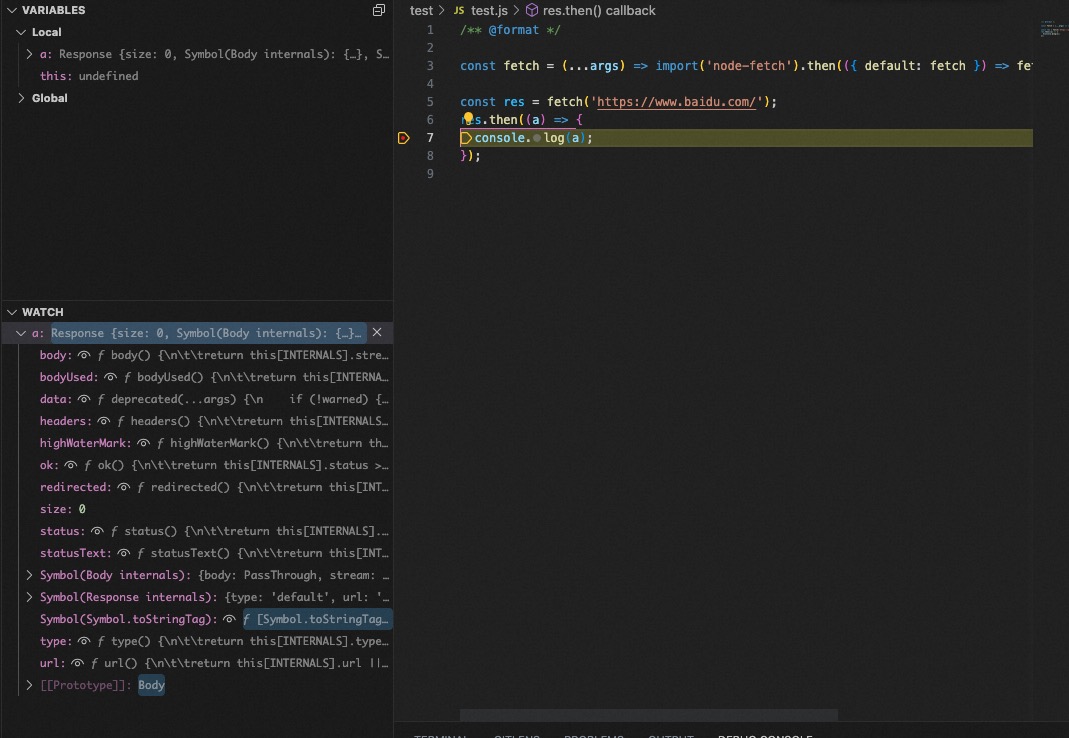 VARIABLES
Local
a: Response {size: 0, Symbol(Body internals): {…}, S…
this: undefined
Global
WATCH
a: Response {size: 0, Symbol(Body internals): {…}…
body: ƒ body() {\n\t\treturn this[INTERNALS].stre…
bodyUsed: ƒ bodyUsed() {\n\t\treturn this[INTERNA…
data: ƒ deprecated(...args) {\n    if (!warned) {…
headers: ƒ headers() {\n\t\treturn this[INTERNALS…
highWaterMark: ƒ highWaterMark() {\n\t\treturn th…
ok: ƒ ok() {\n\t\treturn this[INTERNALS].status >…
redirected: ƒ redirected() {\n\t\treturn this[INT…
size: 0
status: ƒ status() {\n\t\treturn this[INTERNALS].…
statusText: ƒ statusText() {\n\t\treturn this[INT…
Symbol(Body internals): {body: PassThrough, stream: …
Symbol(Response internals): {type: 'default', url: '…
Symbol(Symbol.toStringTag): ƒ [Symbol.toStringTag…
type: ƒ type() {\n\t\treturn this[INTERNALS].type…
url: ƒ url() {\n\t\treturn this[INTERNALS].url ||…
[[Prototype]]: Body
test > JS test.js > res.then() callback
1 /** @format */
2
3 const fetch = (...args) => import('node-fetch').then(({ default: fetch }) => fe
4
5 const res = fetch('https://www.baidu.com/');
6 res.then((a) => {
7 console.log(a);
8 });
9
TERMINAL GITLENS PROBLEMS OUTPUT DEBUG CONSOLE